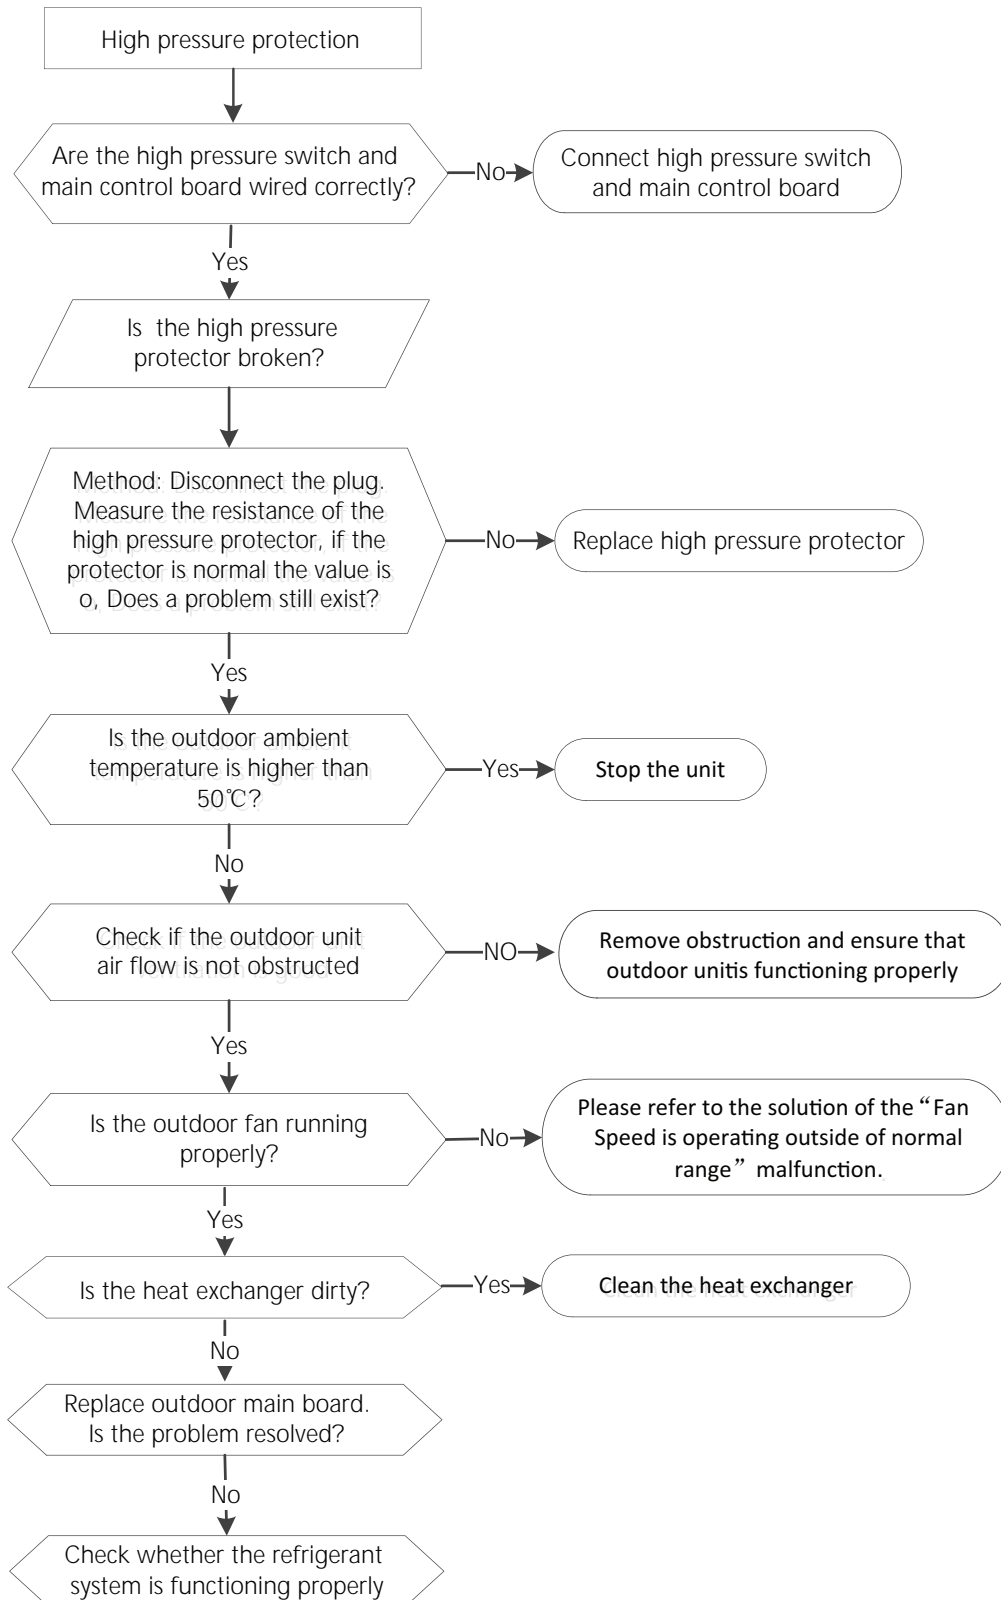 High pressure protection
Are the high pressure switch and
main control board wired correctly?
No
Connect high pressure switch
and main control board
Yes
Is the high pressure
protector broken?
Method: Disconnect the plug.
Measure the resistance of the
high pressure protector, if the
protector is normal the value is
o, Does a problem still exist?
No
Replace high pressure protector
Yes
Is the outdoor ambient
temperature is higher than
50℃?
Yes
Stop the unit
No
Check if the outdoor unit
air flow is not obstructed
NO
Remove obstruction and ensure that
outdoor unitis functioning properly
Yes
Is the outdoor fan running
properly?
No
Please refer to the solution of the “Fan
Speed is operating outside of normal
range” malfunction.
Yes
Is the heat exchanger dirty?
Yes
Clean the heat exchanger
No
Replace outdoor main board.
Is the problem resolved?
No
Check whether the refrigerant
system is functioning properly